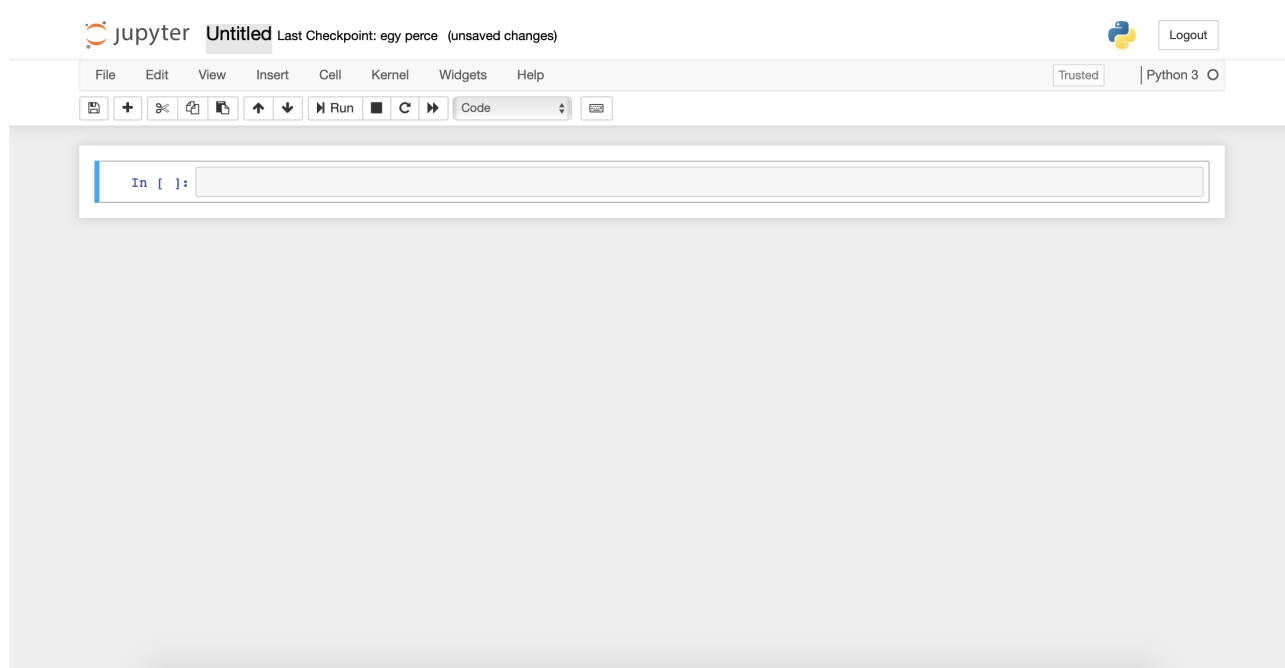 jupyter Untitled Last Checkpoint: egy perce (unsaved changes) Logout
File Edit View Insert Cell Kernel Widgets Help Trusted Python 3
Run Code
In [ ]: